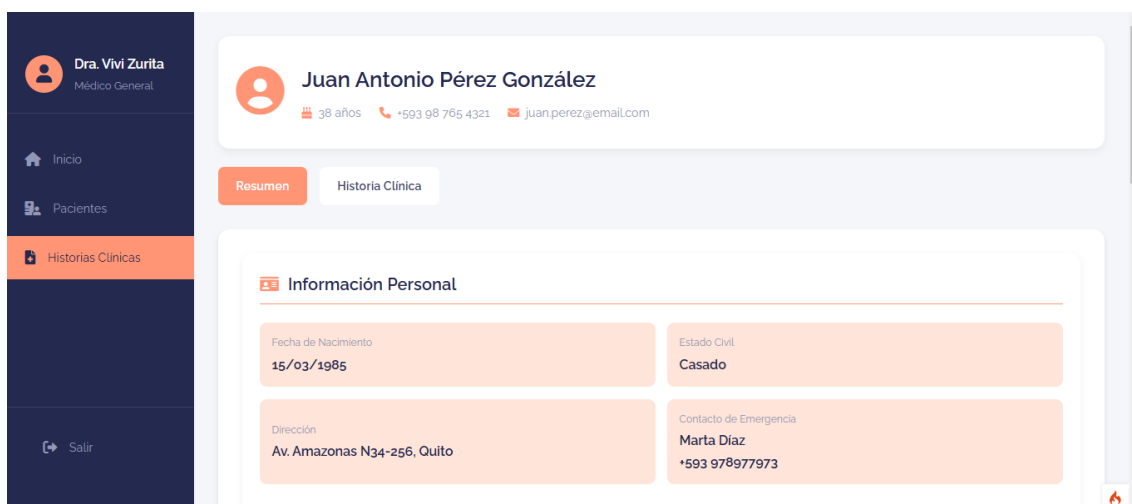 Dra. Vivi Zurita
Médico General
Inicio
Pacientes
Historias Clínicas
Salir
Juan Antonio Pérez González
38 años +593 98 765 4321 juan.perez@email.com
Resumen Historia Clínica
Información Personal
Fecha de Nacimiento
15/03/1985
Estado Civil
Casado
Dirección
Av. Amazonas N34-256, Quito
Contacto de Emergencia
Marta Díaz
+593 978977973